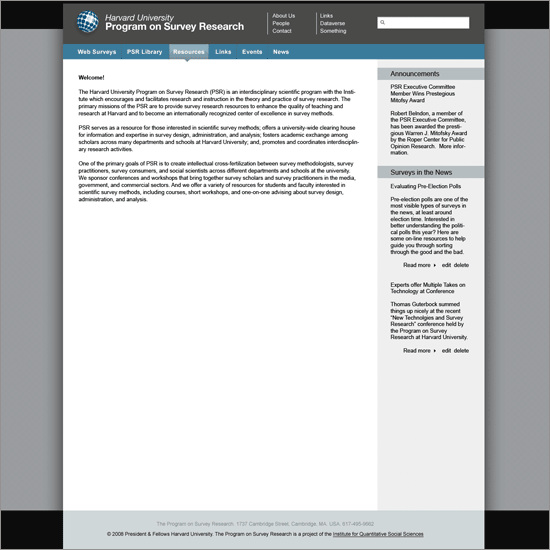 Harvard University
Program on Survey Research
About Us
People
Contact
Links
Dataverse
Something
Web Surveys PSR Library Resources Links Events News
Welcome!
The Harvard University Program on Survey Research (PSR) is an interdisciplinary scientific program with the Insti-
tute which encourages and facilitates research and instruction in the theory and practice of survey research. The
primary missions of the PSR are to provide survey research resources to enhance the quality of teaching and
research at Harvard and to become an internationally recognized center of excellence in survey methods.
PSR serves as a resource for those interested in scientific survey methods; offers a university-wide clearing house
for information and expertise in survey design, administration, and analysis; fosters academic exchange among
scholars across many departments and schools at Harvard University; and, promotes and coordinates interdisciplin-
ary research activities.
One of the primary goals of PSR is to create intellectual cross-fertilization between survey methodologists, survey
practitioners, survey consumers, and social scientists across different departments and schools at the university.
We sponsor conferences and workshops that bring together survey scholars and survey practitioners in the media,
government, and commercial sectors. And we offer a variety of resources for students and faculty interested in
scientific survey methods, including courses, short workshops, and one-on-one advising about survey design,
administration, and analysis.
Announcements
PSR Executive Committee
Member Wins Prestegious
Mitofsy Award
Robert Belndon, a member of
the PSR Executive Committee,
has been awarded the presti-
gious Warren J. Mitofsky Award
by the Roper Center for Public
Opinion Research. More infor-
mation.
Surveys in the News
Evaluating Pre-Election Polls
Pre-election polls are one of the
most visible types of surveys in
the news, at least around
election time. Interested in
better understanding the politi-
cal polls this year? Here are
some on-line resources to help
guide you through sorting
through the good and the bad.
Read more edit delete
Experts offer Multiple Takes on
Technology at Conference
Thomas Guterbock summed
things up nicely at the recent
"New Technolgies and Survey
Research" conference held by
the Program on Survey
Research at Harvard University.
Read more edit delete
The Program on Survey Research. 1737 Cambridge Street, Cambridge, MA. USA. 617-495-9862
© 2008 President & Fellows Harvard University. The Program on Survey Research is a project of the Institute for Quantitative Social Sciences